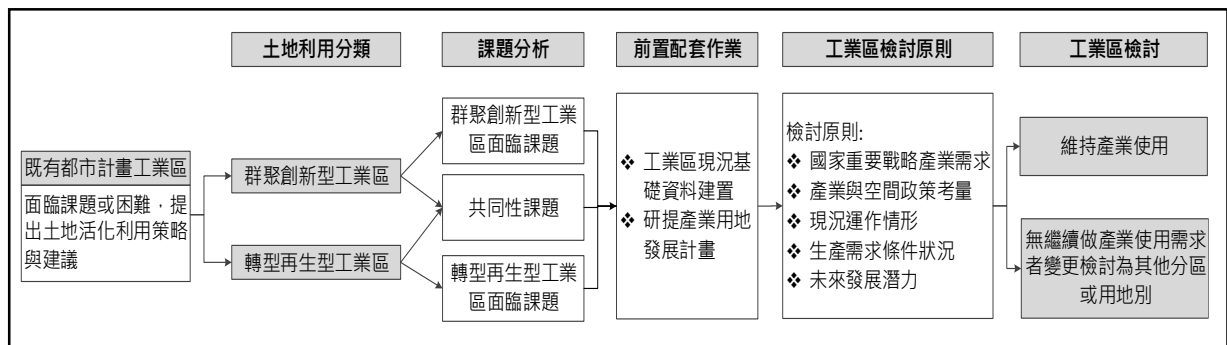 土地利用分類
課題分析
前置配套作業
工業區檢討原則
工業區檢討
既有都市計畫工業區
面臨課題或困難，提
出土地活化利用策略
與建議
群聚創新型工業區
轉型再生型工業區
群聚創新型工業
區面臨課題
共同性課題
轉型再生型工業
區面臨課題
❖ 工業區現況基
礎資料建置
❖ 研提產業用地
發展計畫
檢討原則:
❖ 國家重要戰略產業需求
❖ 產業與空間政策考量
❖ 現況運作情形
❖ 生產需求條件狀況
❖ 未來發展潛力
維持產業使用
無繼續做產業使用需求
者變更檢討為其他分區
或用地別